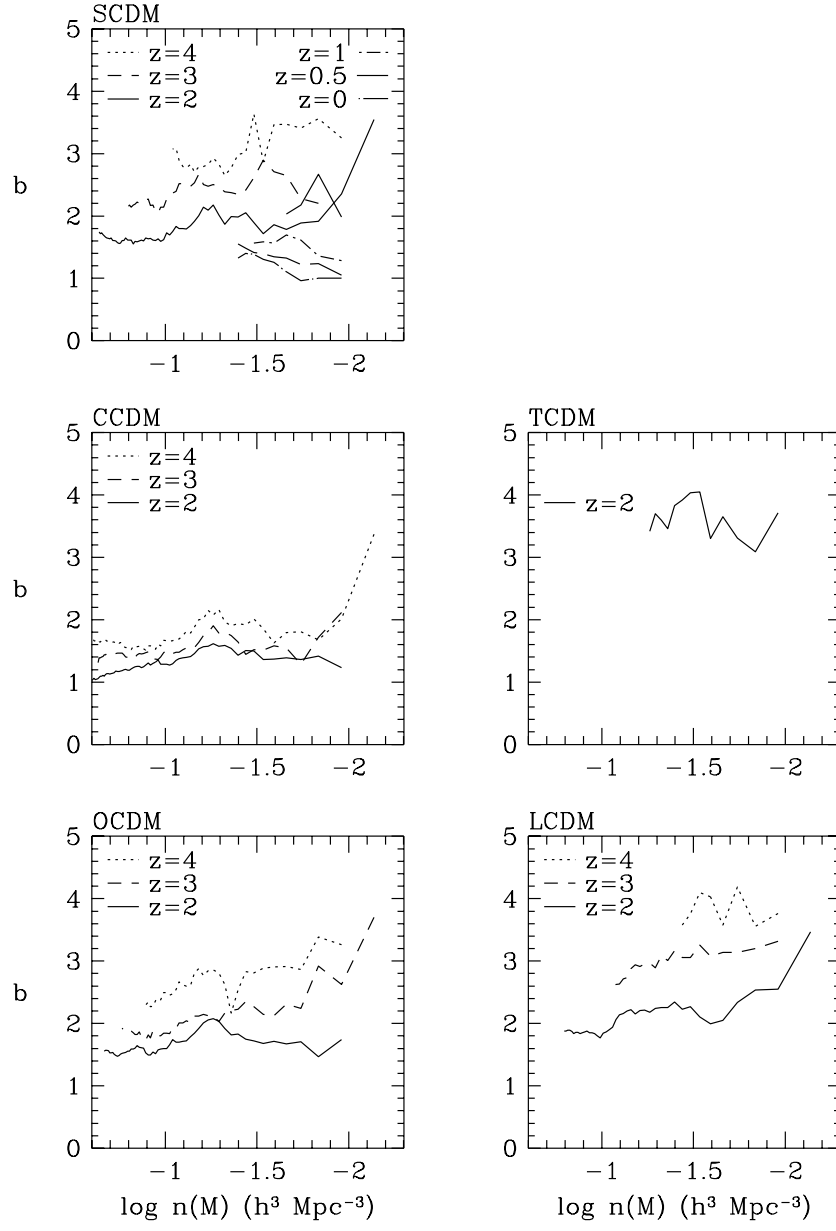 SCDM
5
z=4 z=1
z=3 z=0.5
4
z=2 z=0
3
b
2
1
0
−1 −1.5 −2
CCDM TCDM
5 5
z=4
z=3
4 z=2 4 z=2
3 3
b
2 2
1 1
0 0
−1 −1.5 −2 −1 −1.5 −2
OCDM LCDM
5 5
z=4 z=4
z=3 z=3
4 z=2 4 z=2
3 3
b
2 2
1 1
0 0
−1 −1.5 −2 −1 −1.5 −2
log n(M) (h³ Mpc⁻³) log n(M) (h³ Mpc⁻³)